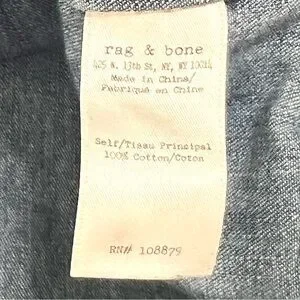 rag & bone
425 W. 13th St, NY, NY 10014
Made in China/
Fabriqué en Chine
Self/Tissu Principal
100% Cotton/Coton
RN# 108879